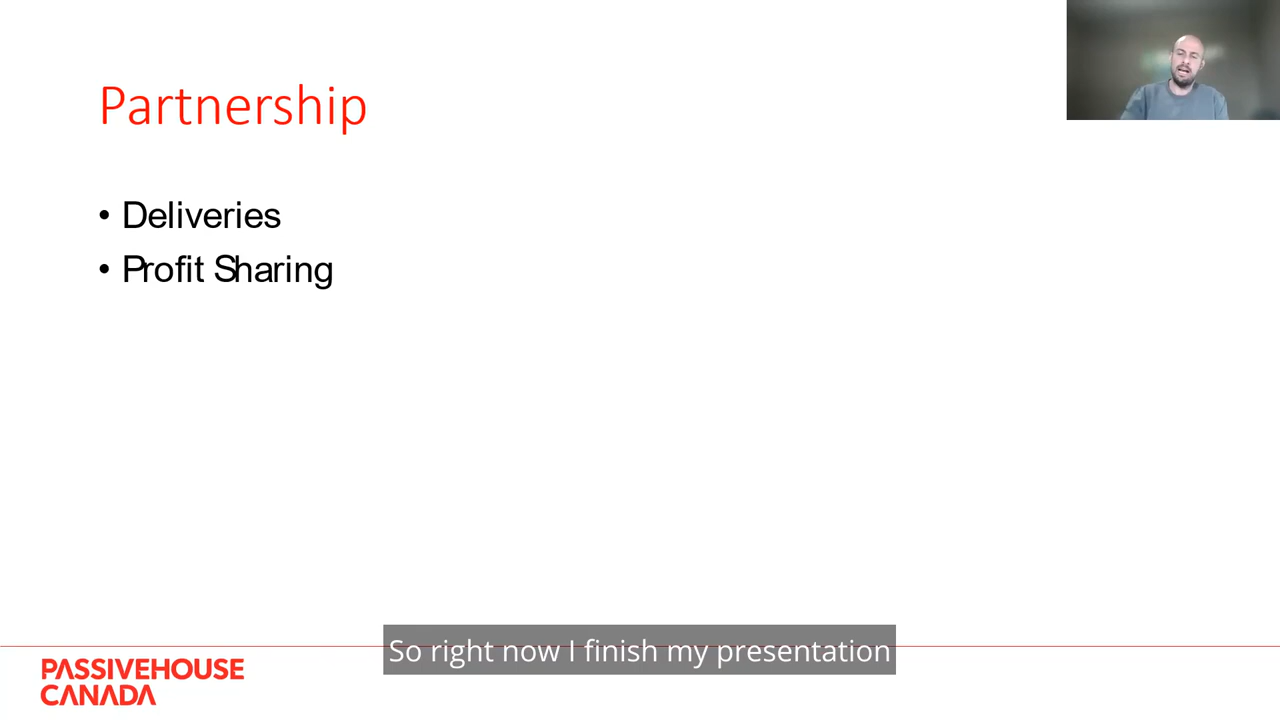 Partnership
• Deliveries
• Profit Sharing
So right now I finish my presentation
PASSIVEHOUSE
CANADA